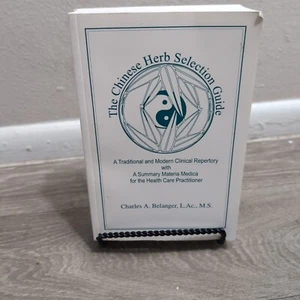 The Chinese Herb Selection Guide
A Traditional and Modern Clinical Repertory
with
A Summary Materia Medica
for the Health Care Practitioner
Charles A. Belanger, L.Ac., M.S.